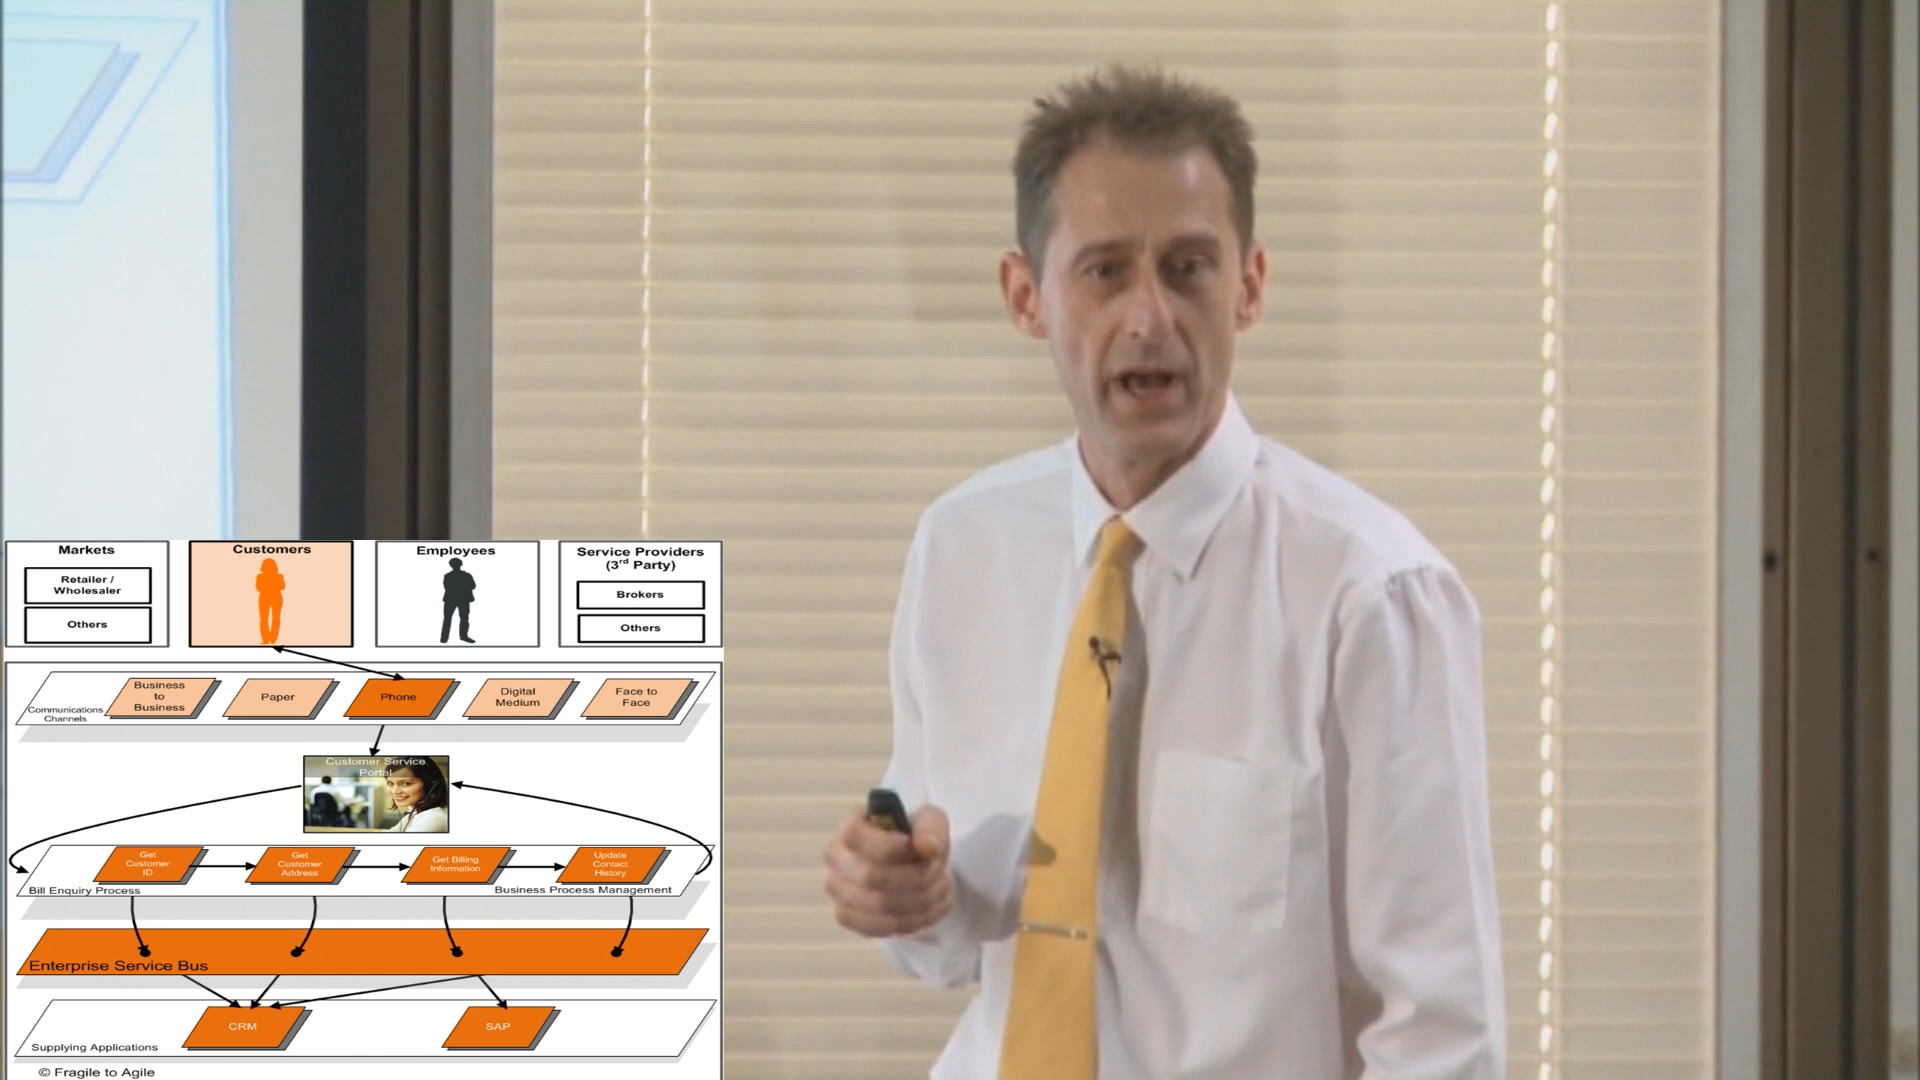 Markets
Retailer /
Wholesaler
Others
Customers
Employees
Service Providers
(3rd Party)
Brokers
Others
Communications
Channels
Business
to
Business
Paper
Phone
Digital
Medium
Face to
Face
Customer Service
Portal
Get
Customer
ID
Get
Customer
Address
Get Billing
Information
Update
Contact
History
Bill Enquiry Process
Business Process Management
Enterprise Service Bus
CRM
SAP
Supplying Applications
© Fragile to Agile